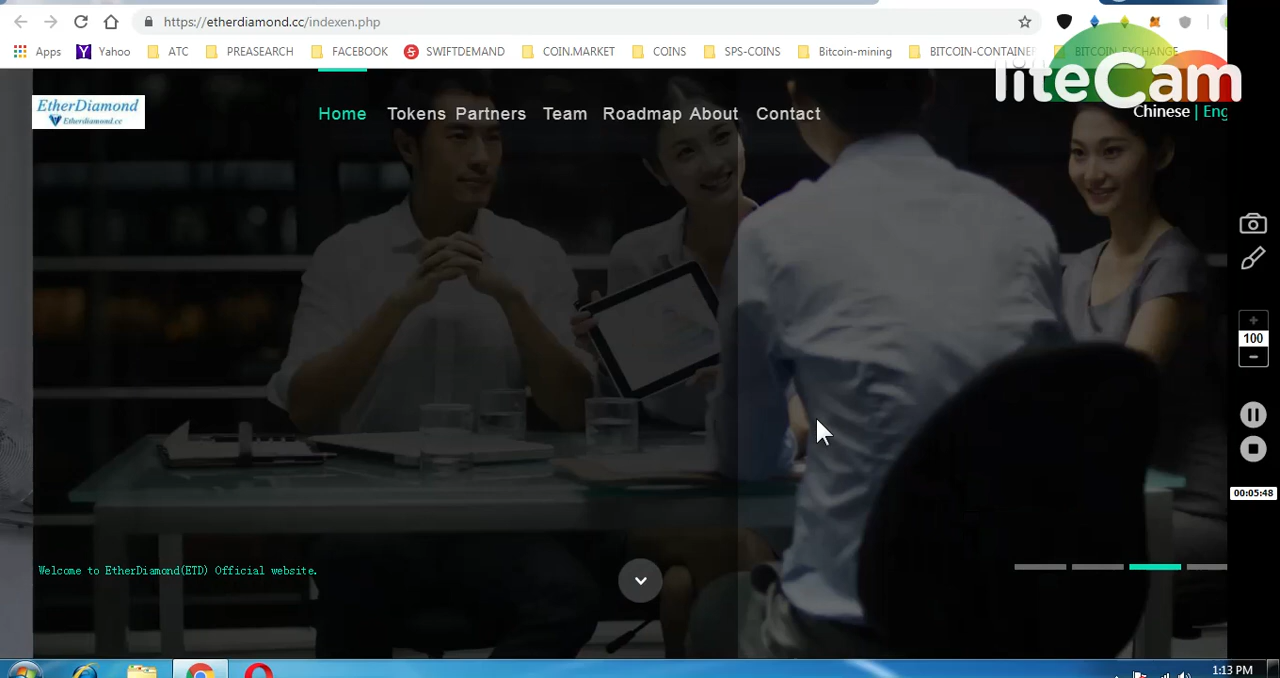 https://etherdiamond.cc/indexen.php
Apps Yahoo ATC PREASEARCH FACEBOOK SWIFTDEMAND COIN.MARKET COINS SPS-COINS Bitcoin-mining BITCOIN-CONTAINE BITCOIN-EXCHANGE
liteCam
EtherDiamond
Etherdiamond.cc
Home Tokens Partners Team Roadmap About Contact
Chinese | Eng
100
00:05:48
Welcome to EtherDiamond(ETD) Official website.
1:13 PM